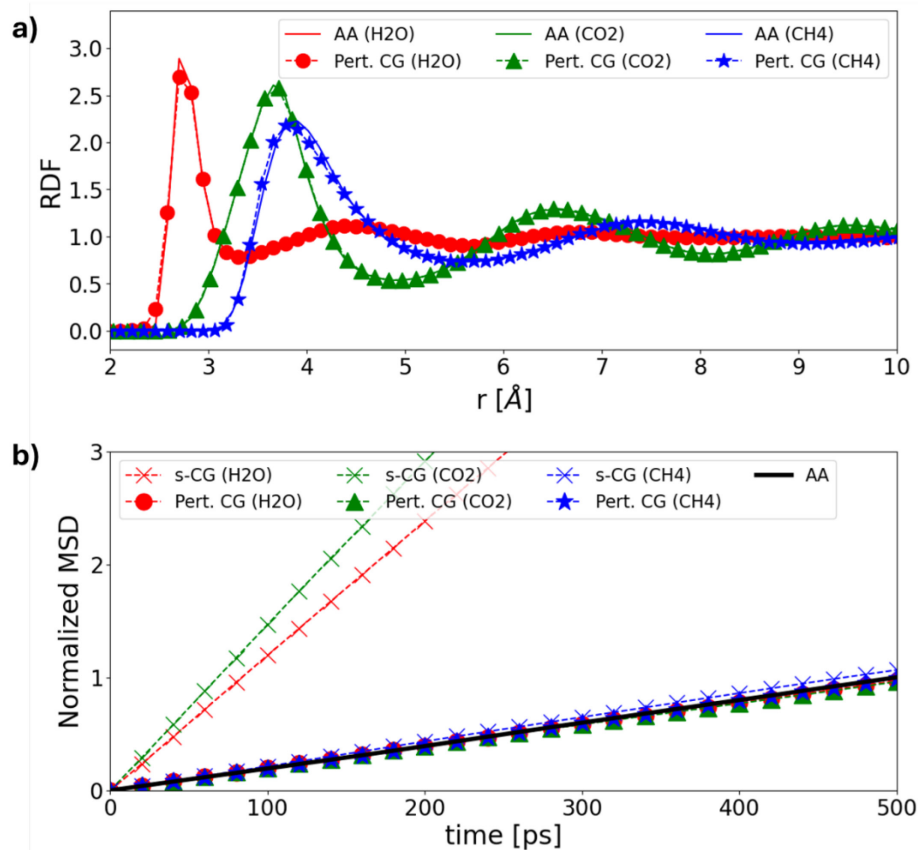 a)
AA (H2O) AA (CO2) AA (CH4)
Pert. CG (H2O) Pert. CG (CO2) Pert. CG (CH4)
3.0
2.5
2.0
1.5
1.0
0.5
0.0
RDF
2 3 4 5 6 7 8 9 10
r [Å]
b)
s-CG (H2O) s-CG (CO2) s-CG (CH4) AA
Pert. CG (H2O) Pert. CG (CO2) Pert. CG (CH4)
3
2
1
0
Normalized MSD
0 100 200 300 400 500
time [ps]